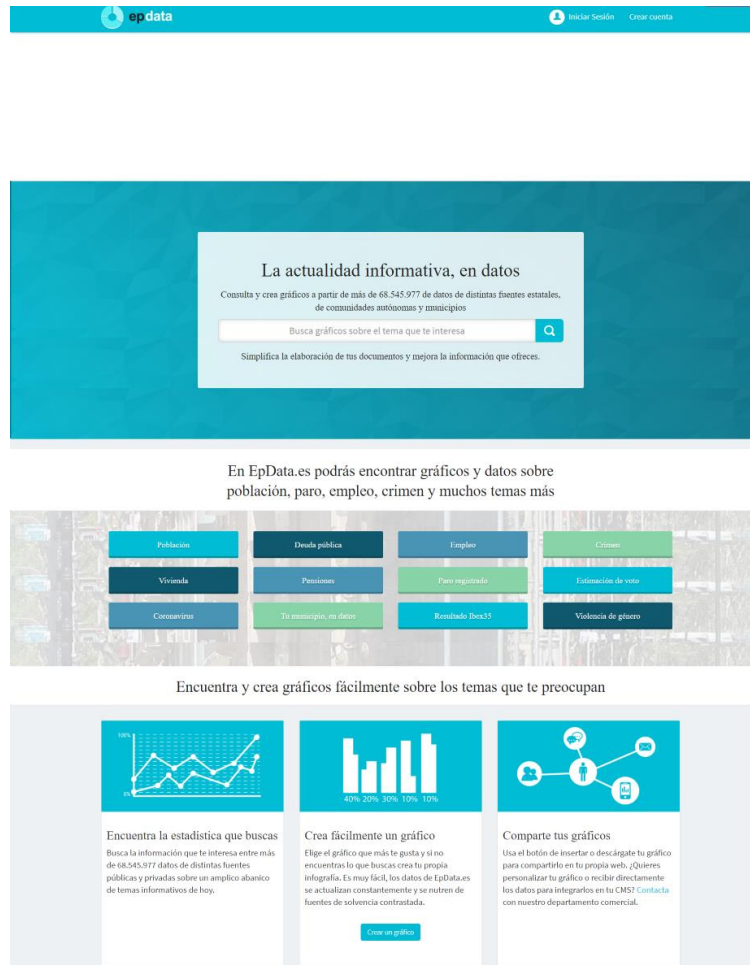 epdata
Iniciar Sesión Crear cuenta
La actualidad informativa, en datos
Consulta y crea gráficos a partir de más de 68.545.977 de datos de distintas fuentes estatales,
de comunidades autónomas y municipios
Busca gráficos sobre el tema que te interesa
Simplifica la elaboración de tus documentos y mejora la información que ofreces.
En EpData.es podrás encontrar gráficos y datos sobre
población, paro, empleo, crimen y muchos temas más
Población
Deuda pública
Empleo
Crimen
Vivienda
Pensiones
Paro registrado
Estimación de voto
Coronavirus
Tu municipio, en datos
Resultado Ibex35
Violencia de género
Encuentra y crea gráficos fácilmente sobre los temas que te preocupan
100%
0%
40% 20% 30% 10% 10%
Encuentra la estadística que buscas
Busca la información que te interesa entre más
de 68.545.977 datos de distintas fuentes
públicas y privadas sobre un amplico abanico
de temas informativos de hoy.
Crea fácilmente un gráfico
Elige el gráfico que más te gusta y si no
encuentras lo que buscas crea tu propia
infografía. Es muy fácil, los datos de EpData.es
se actualizan constantemente y se nutren de
fuentes de solvencia contrastada.
Crear un gráfico
Comparte tus gráficos
Usa el botón de insertar o descárgate tu gráfico
para compartirlo en tu propia web. ¿Quieres
personalizar tu gráfico o recibir directamente
los datos para integrarlos en tu CMS? Contacta
con nuestro departamento comercial.